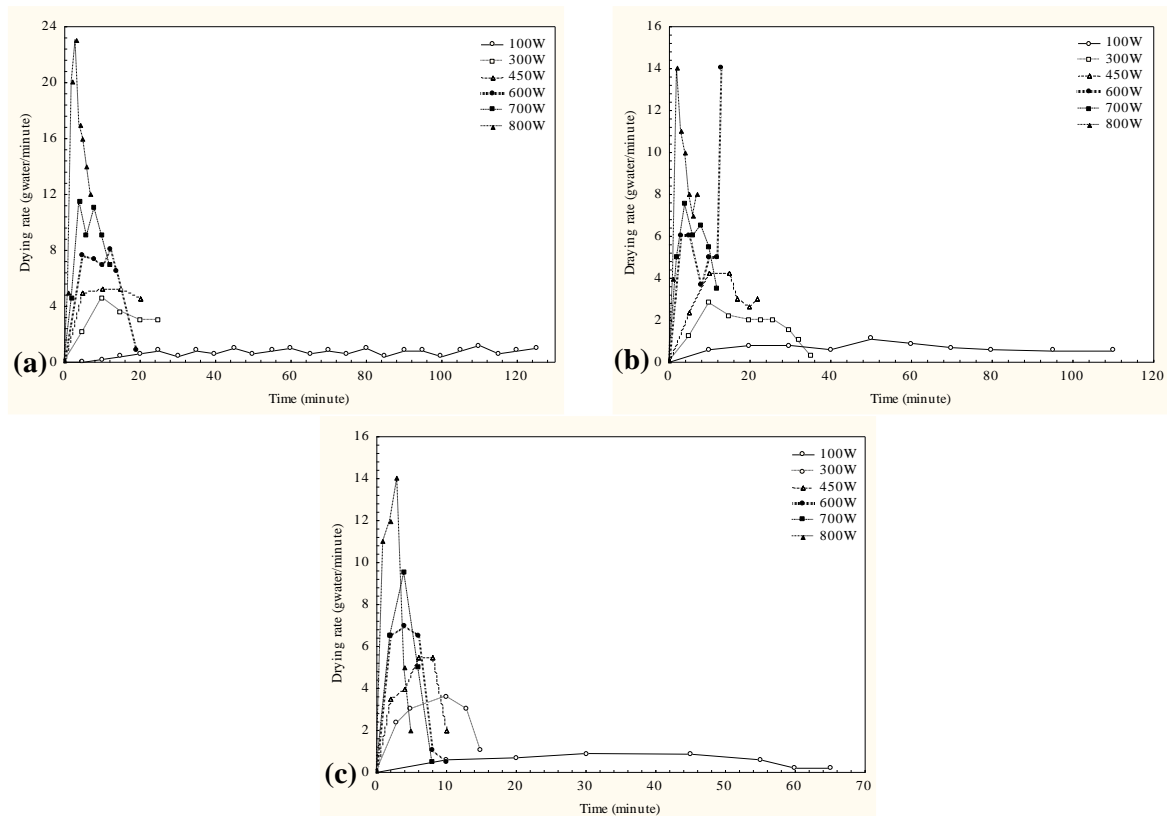 24
20
16
12
8
4
0
Drying rate (gwater/minute)
100W
300W
450W
600W
700W
800W
(a)
0 20 40 60 80 100 120
Time (minute)
16
14
12
10
8
6
4
2
0
Draying rate (gwater/minute)
100W
300W
450W
600W
700W
800W
(b)
0 20 40 60 80 100 120
Time (minute)
16
14
12
10
8
6
4
2
0
Drying rate (gwater/minute)
100W
300W
450W
600W
700W
800W
(c)
0 10 20 30 40 50 60 70
Time (minute)